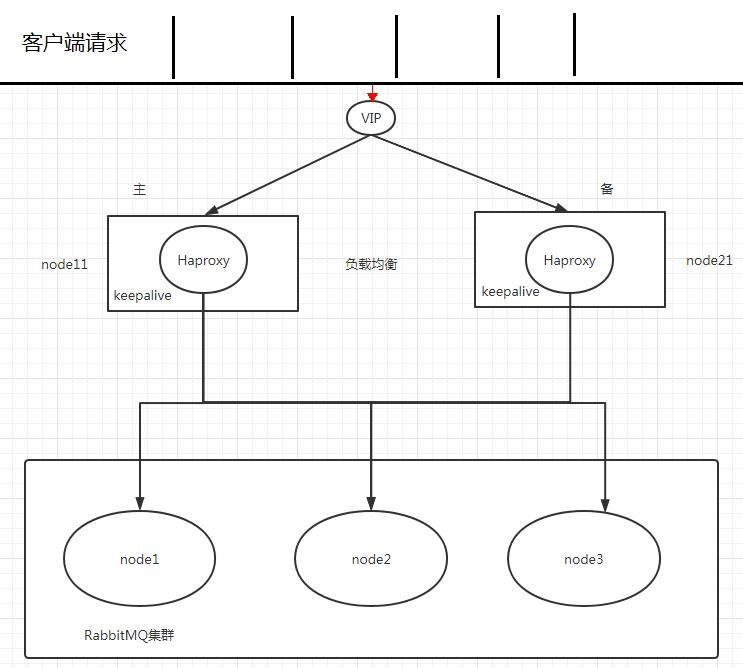 客户端请求
VIP
主
备
node11
Haproxy
keepalive
负载均衡
Haproxy
keepalive
node21
node1
node2
node3
RabbitMQ集群